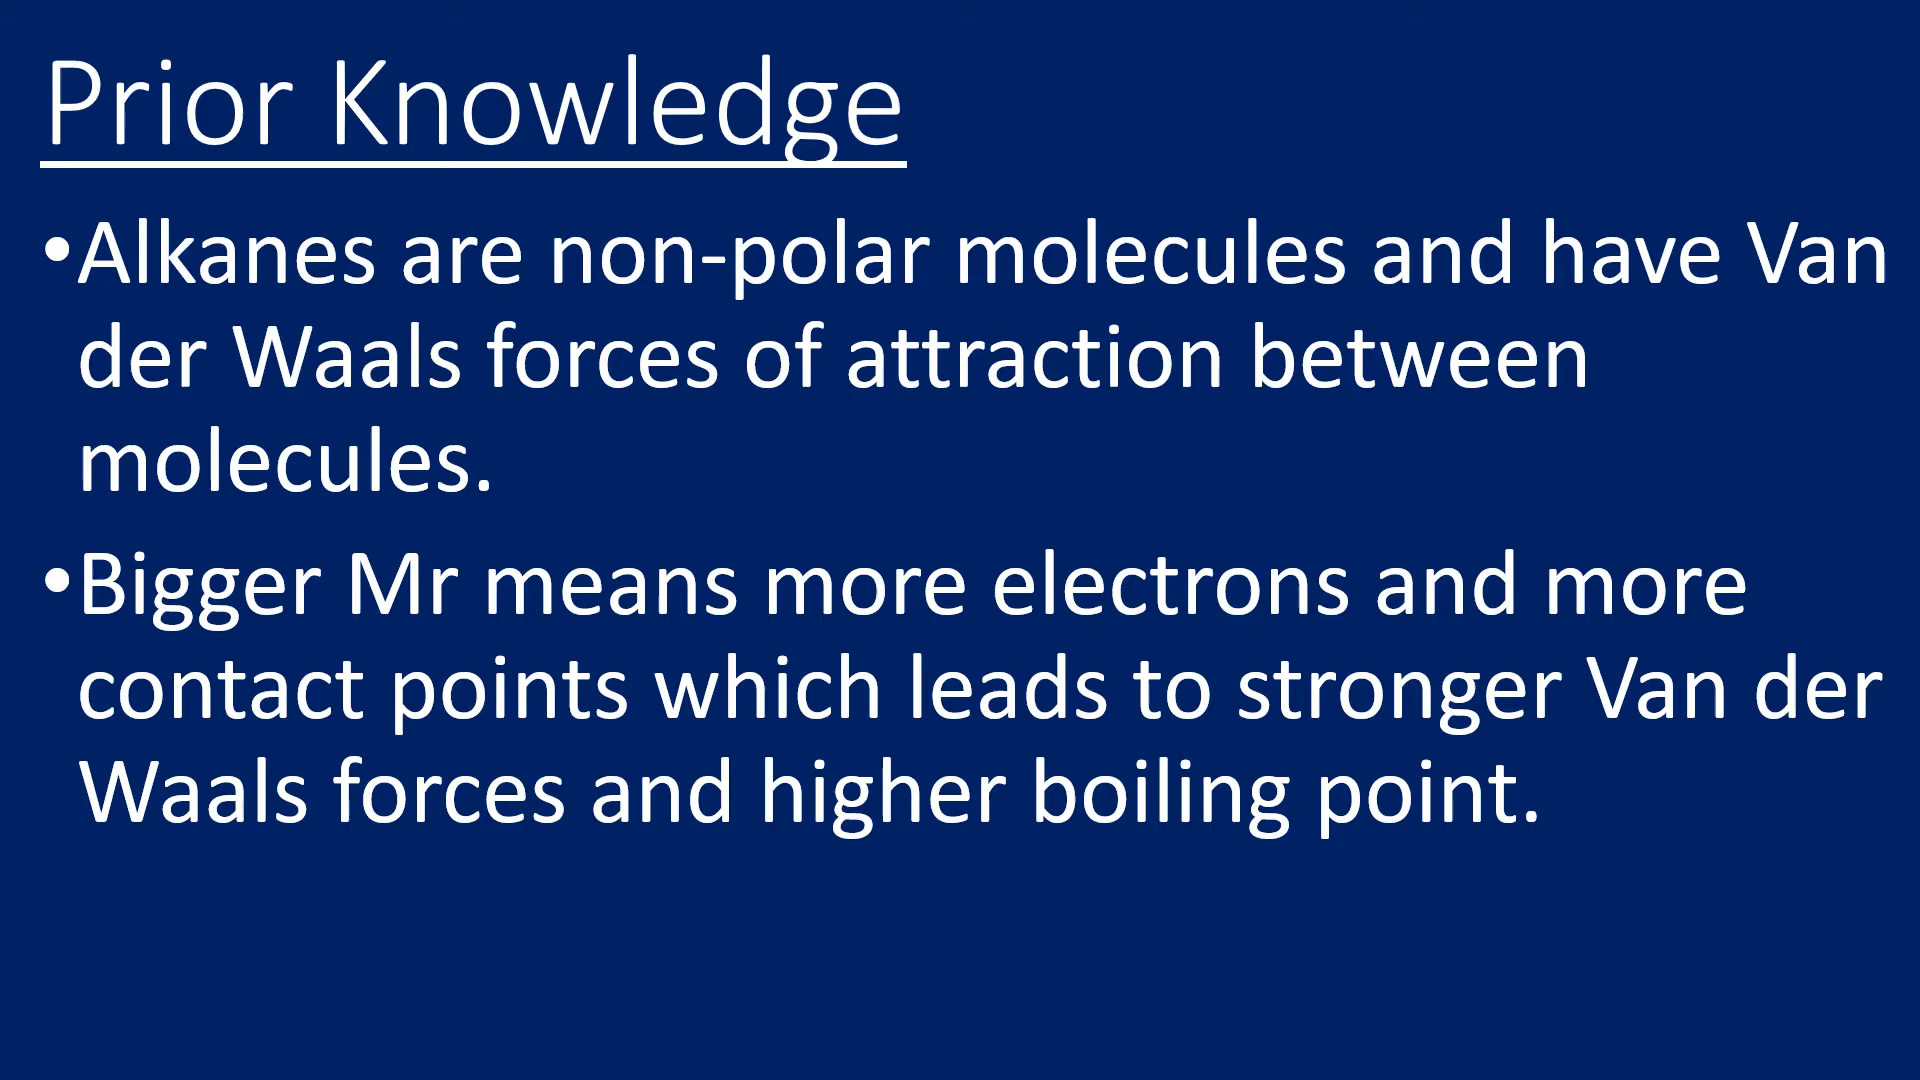 Prior Knowledge
•Alkanes are non-polar molecules and have Van
der Waals forces of attraction between
molecules.
•Bigger Mr means more electrons and more
contact points which leads to stronger Van der
Waals forces and higher boiling point.